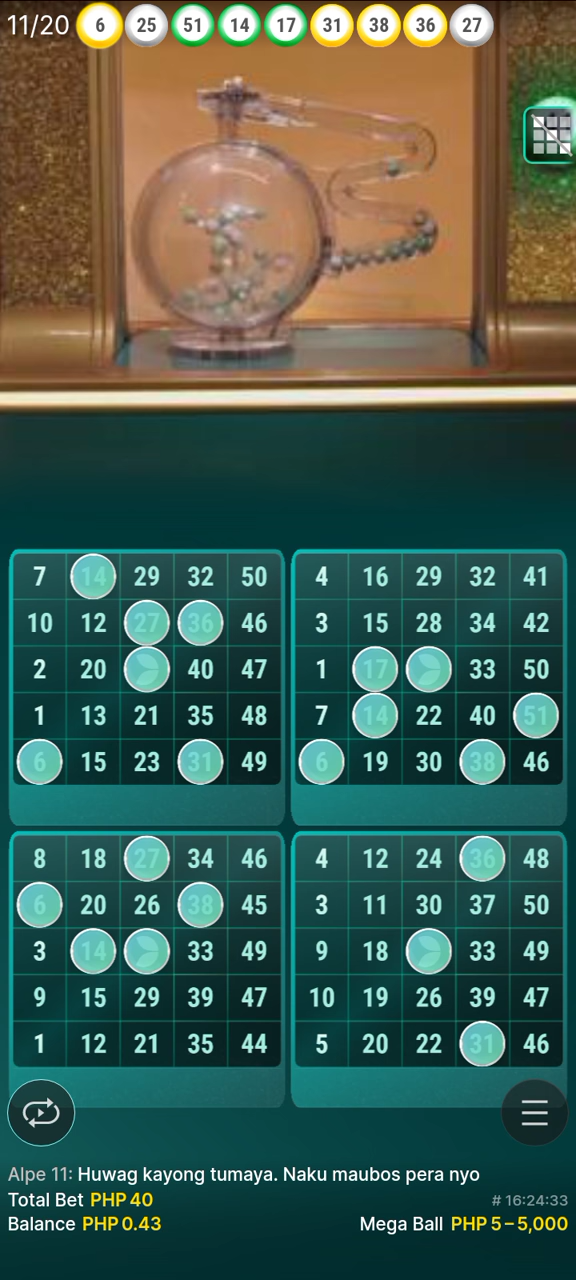 11/20 6 25 51 14 17 31 38 36 27
7 14 29 32 50
10 12 27 36 46
2 20 40 47
1 13 21 35 48
6 15 23 31 49
4 16 29 32 41
3 15 28 34 42
1 17 33 50
7 14 22 40 51
6 19 30 38 46
8 18 27 34 46
6 20 26 38 45
3 14 33 49
9 15 29 39 47
1 12 21 35 44
4 12 24 36 48
3 11 30 37 50
9 18 33 49
10 19 26 39 47
5 20 22 31 46
Alpe 11: Huwag kayong tumaya. Naku maubos pera nyo
Total Bet PHP 40
# 16:24:33
Balance PHP 0.43
Mega Ball PHP 5–5,000